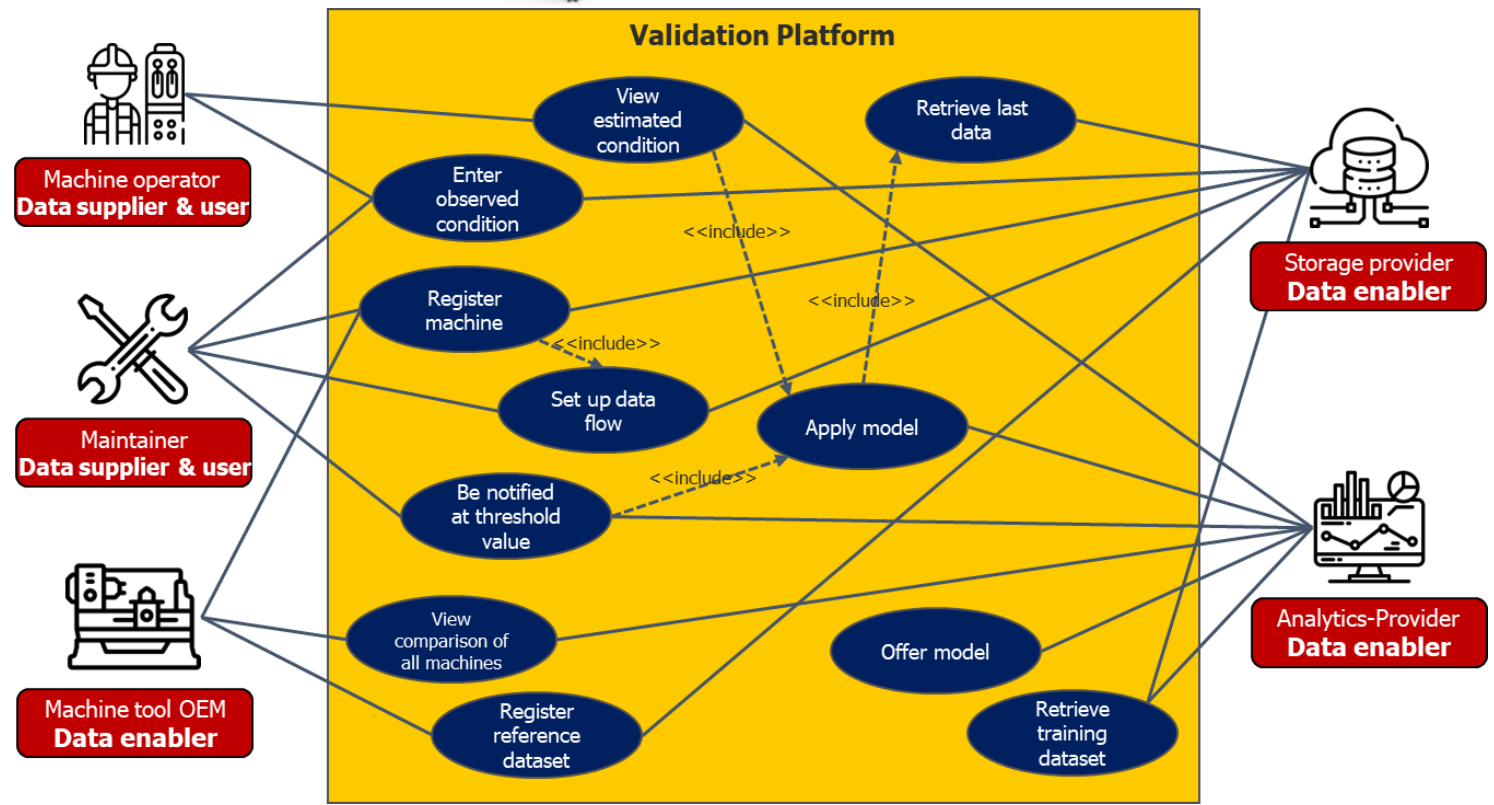 Validation Platform
View
estimated
condition
Retrieve last
data
Machine operator
Data supplier & user
Enter
observed
condition
<<include>>
Storage provider
Data enabler
Register
machine
<<include>>
<<include>>
Set up data
flow
Apply model
Maintainer
Data supplier & user
<<include>>
Be notified
at threshold
value
Analytics-Provider
Data enabler
View
comparison of
all machines
Offer model
Machine tool OEM
Data enabler
Register
reference
dataset
Retrieve
training
dataset